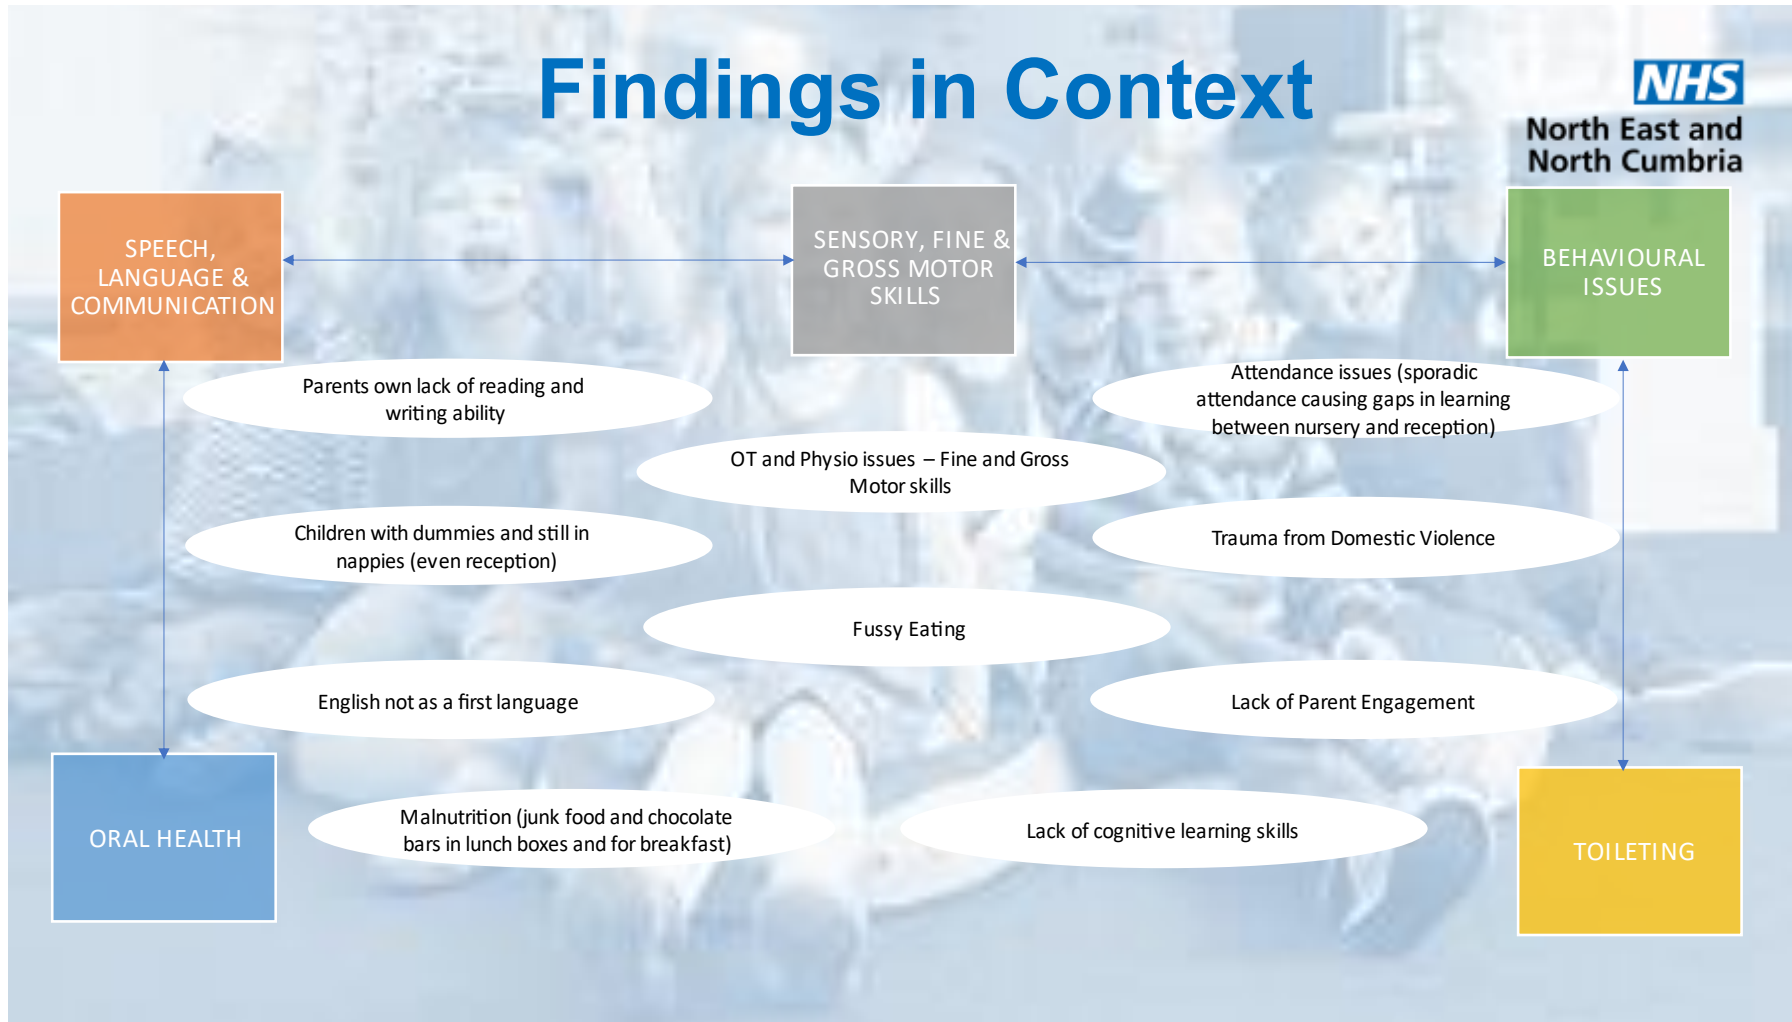 Findings in Context
NHS
North East and
North Cumbria
SPEECH,
LANGUAGE &
COMMUNICATION
SENSORY, FINE &
GROSS MOTOR
SKILLS
BEHAVIOURAL
ISSUES
Parents own lack of reading and
writing ability
Attendance issues (sporadic
attendance causing gaps in learning
between nursery and reception)
OT and Physio issues – Fine and Gross
Motor skills
Children with dummies and still in
nappies (even reception)
Trauma from Domestic Violence
Fussy Eating
English not as a first language
Lack of Parent Engagement
ORAL HEALTH
Malnutrition (junk food and chocolate
bars in lunch boxes and for breakfast)
Lack of cognitive learning skills
TOILETING